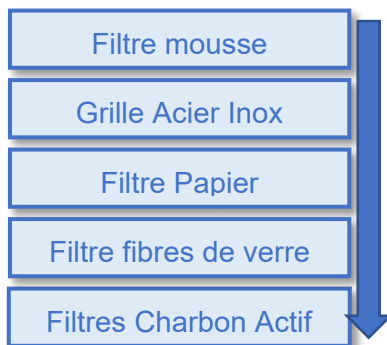 Filtre mousse
Grille Acier Inox
Filtre Papier
Filtre fibres de verre
Filtres Charbon Actif